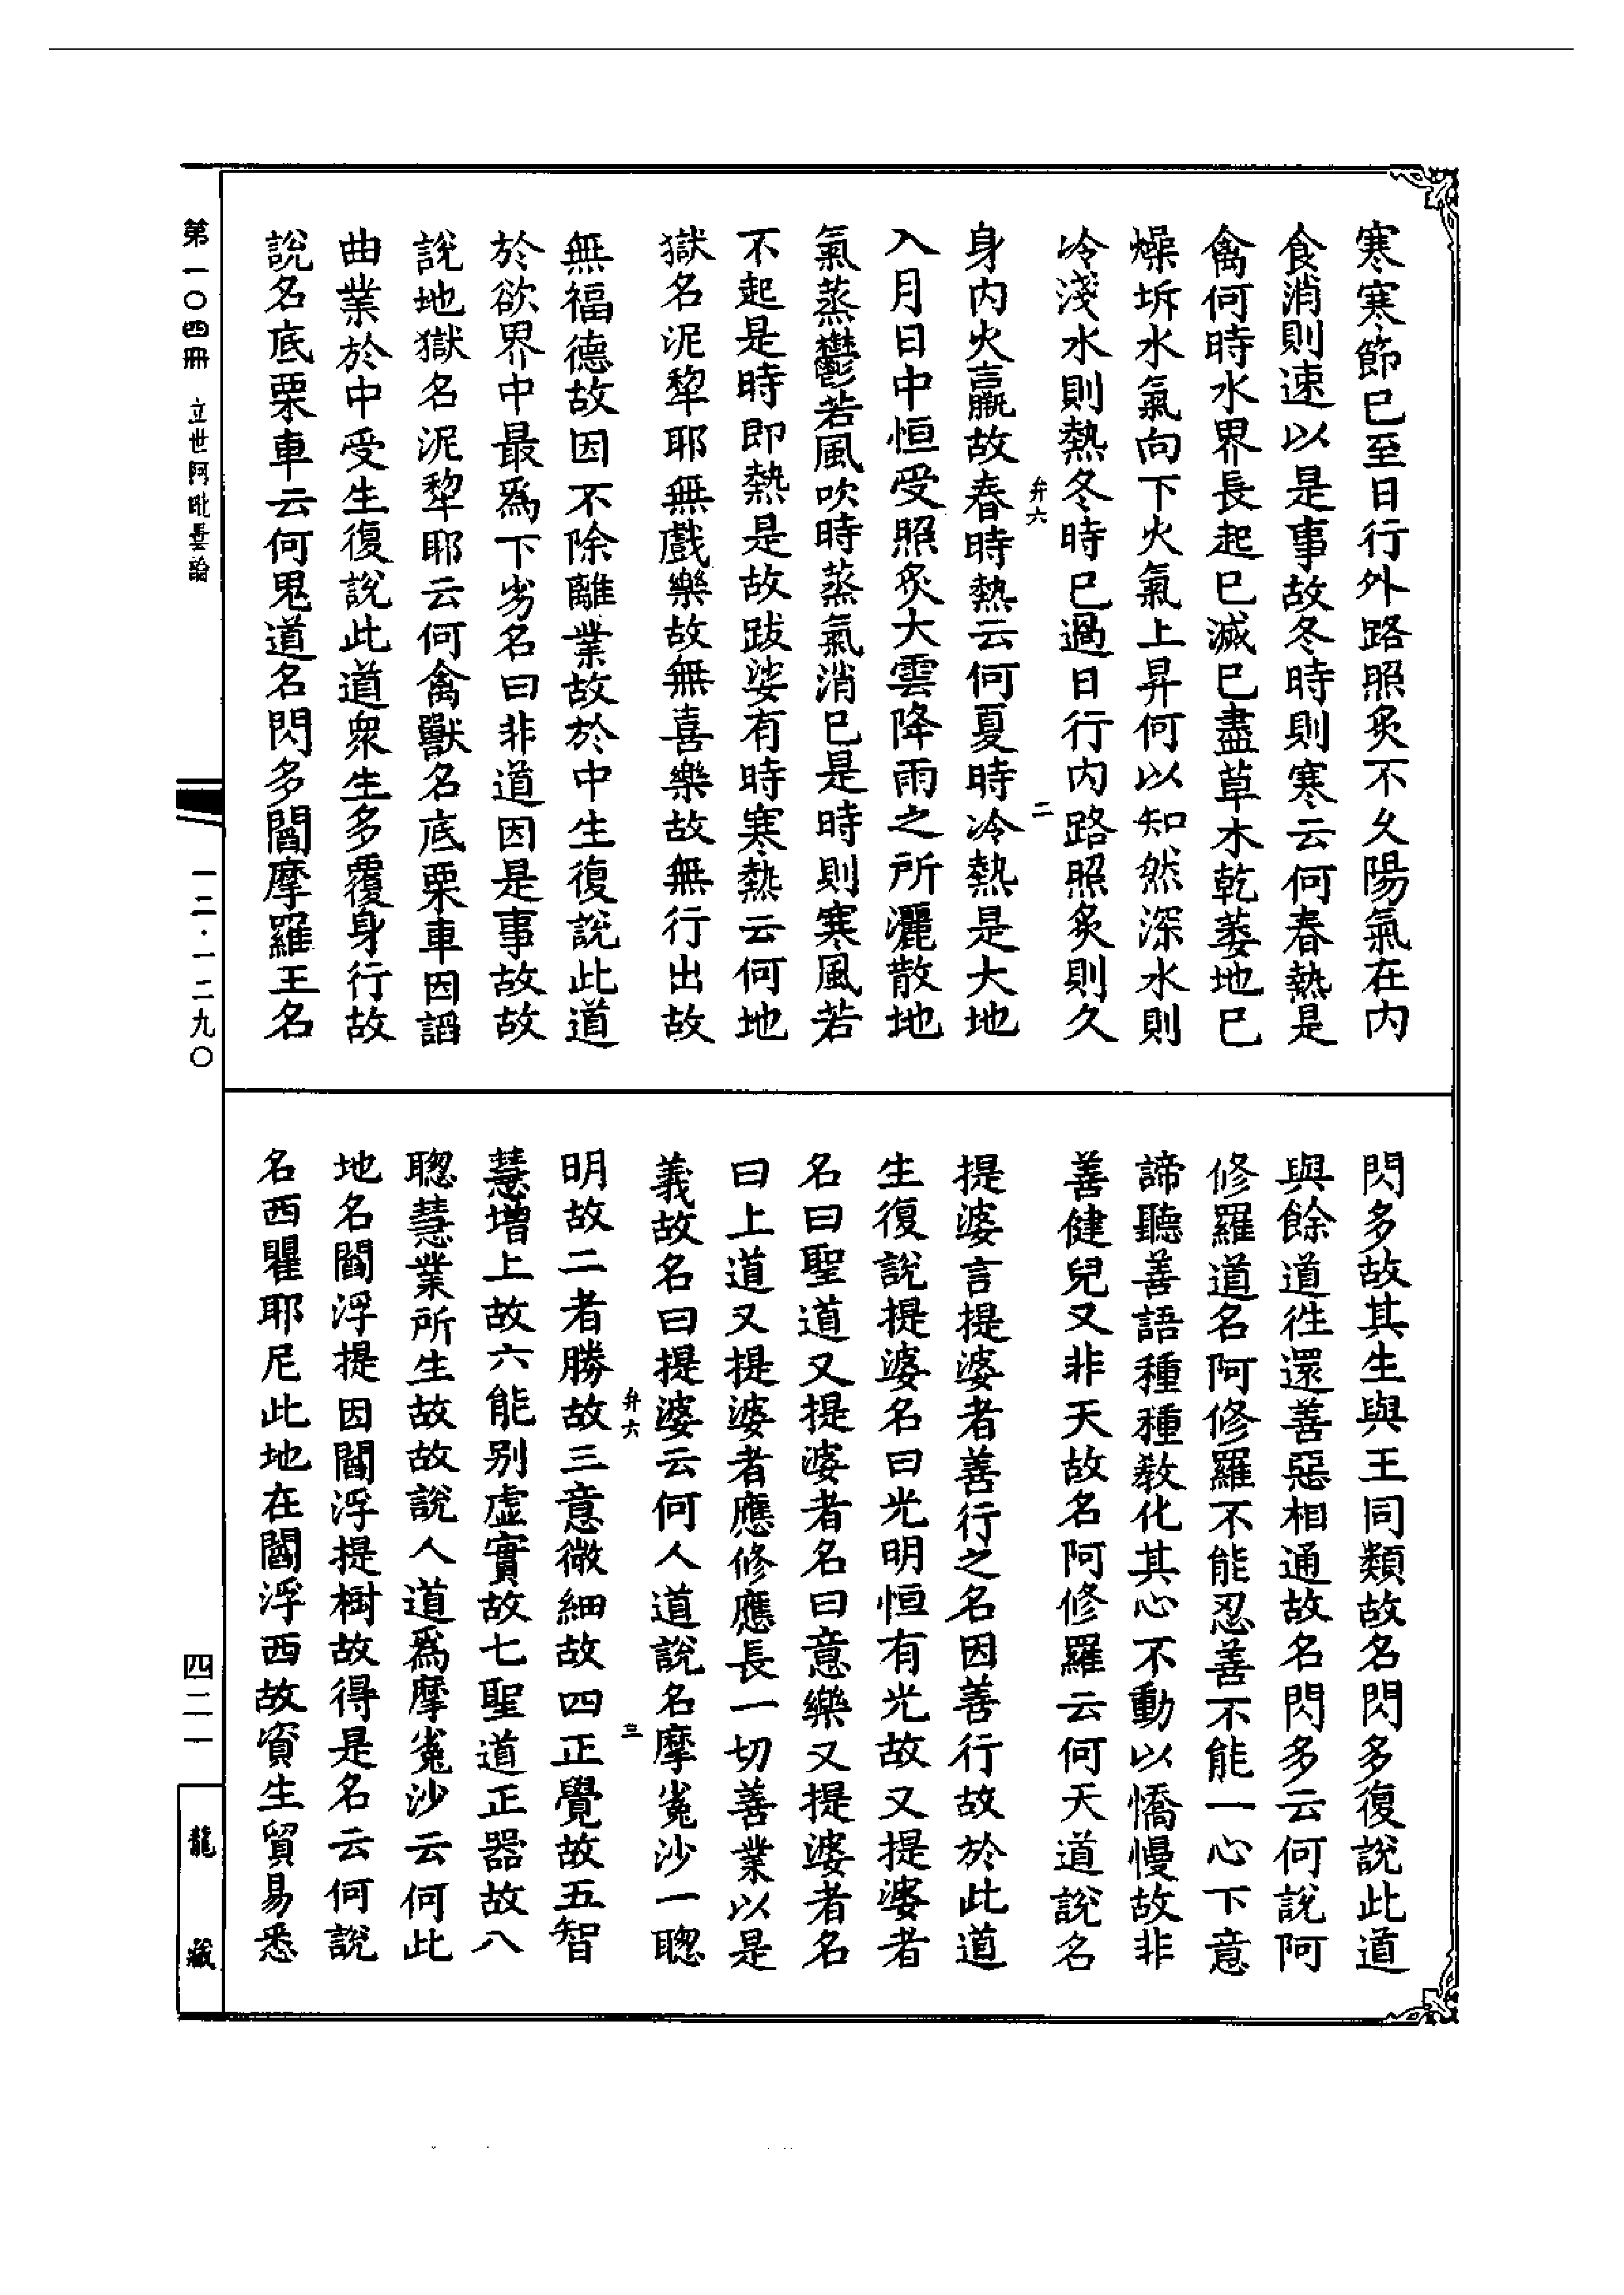 寒寒節已至日行外路照炙不久陽氣在内
食消則速以是事故冬時則寒云何春熱是
禽何時水界長起已滅已盡草木乾萎地已
燥坼水氣向下火氣上昇何以知然深水則
冷淺水則熱冬時已過日行内路照炙則久
弁六
二
身内火羸故春時熱云何夏時冷熱是大地
入月日中恒受照炙大雲降雨之所灑散地
氣蒸鬱若風吹時蒸氣消已是時則寒風若
不起是時即熱是故跋娑有時寒熱云何地
獄名泥犂耶無戲樂故無喜樂故無行出故
無福德故因不除離業故於中生復說此道
於欲界中最爲下劣名曰非道因是事故故
說地獄名泥犂耶云何禽獸名底栗車因諂
曲業於中受生復說此道衆生多覆身行故
說名底栗車云何鬼道名閃多閻摩羅王名
閃多故其生與王同類故名閃多復說此道
與餘道徃還善惡相通故名閃多云何說阿
修羅道名阿修羅不能忍善不能一心下意
諦聽善語種種教化其心不動以憍慢故非
善健兒又非天故名阿修羅云何天道說名
提婆言提婆者善行之名因善行故於此道
生復說提婆名曰光明恒有光故又提婆者
名曰聖道又提婆者名曰意樂又提婆者名
曰上道又提婆者應修應長一切善業以是
義故名曰提婆云何人道說名摩㝹沙一聰
弁六
三
明故二者勝故三意微細故四正覺故五智
慧增上故六能别虛實故七聖道正器故八
聰慧業所生故故說人道爲摩㝹沙云何此
地名閻浮提因閻浮提樹故得是名云何說
名西瞿耶尼此地在閻浮西故資生貿易悉
第一〇四冊 立世阿毗曇論
一二·一二九〇
四二一
龍藏